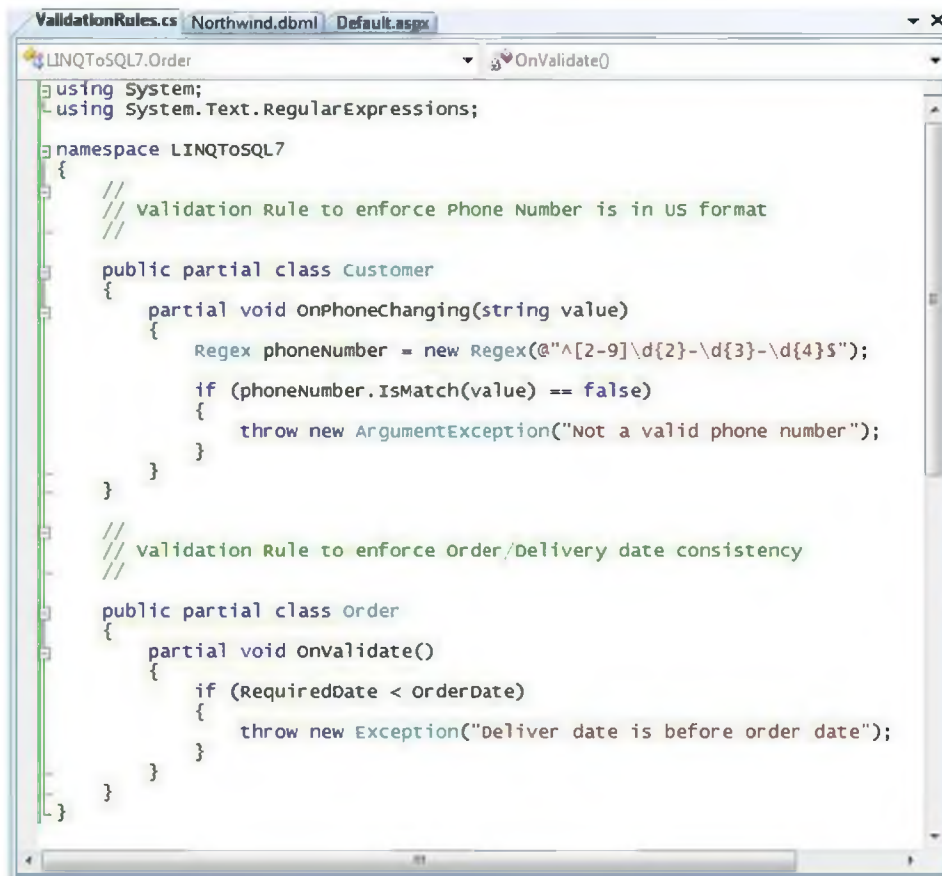 ValidationRules.cs Northwind.dbml Default.aspx
LINQToSQL7.Order OnValidate()
using System;
using System.Text.RegularExpressions;
namespace LINQToSQL7
{
//
// Validation Rule to enforce Phone Number is in US format
//
public partial class Customer
{
partial void OnPhoneChanging(string value)
{
Regex phoneNumber = new Regex(@"^[2-9]\d{2}-\d{3}-\d{4}$");
if (phoneNumber.IsMatch(value) == false)
{
throw new ArgumentException("Not a valid phone number");
}
}
}
//
// Validation Rule to enforce Order/Delivery date consistency
//
public partial class Order
{
partial void OnValidate()
{
if (RequiredDate < OrderDate)
{
throw new Exception("Deliver date is before order date");
}
}
}
}